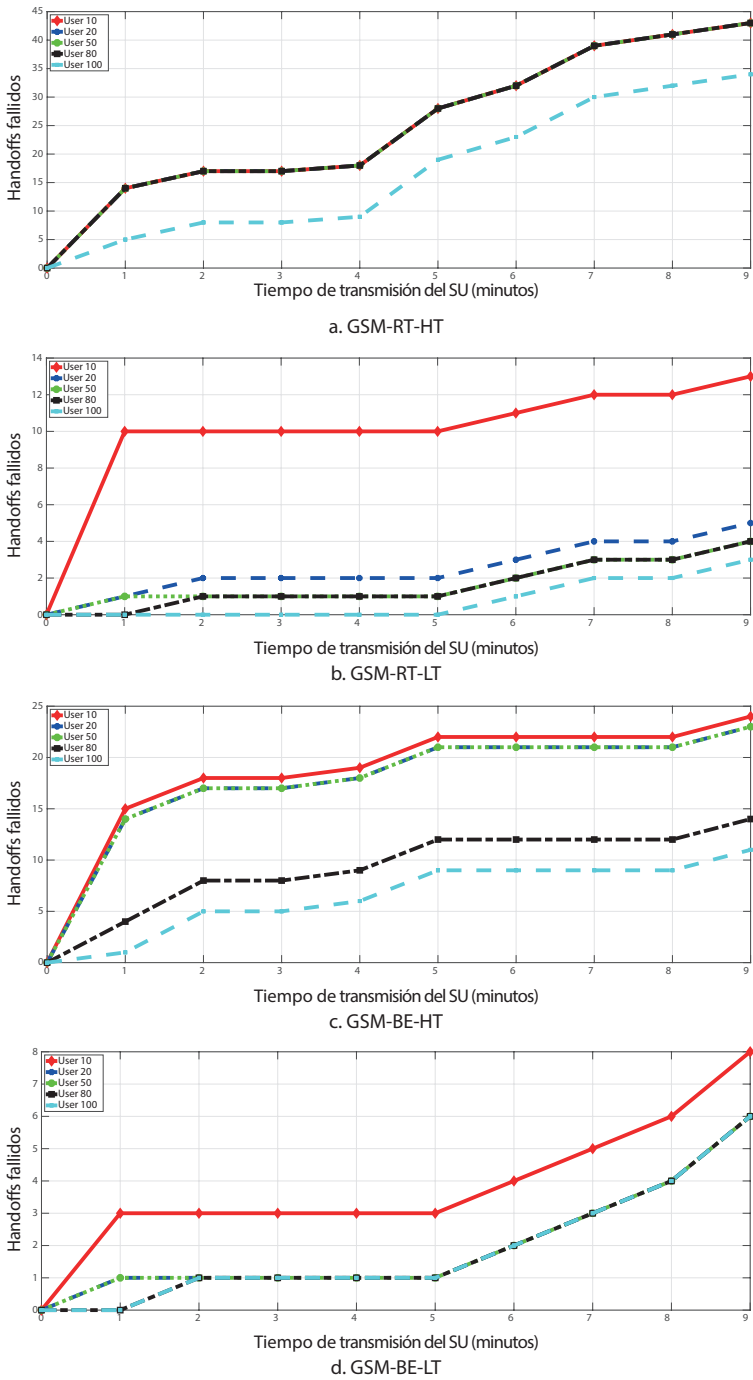 45
40
35
30
25
20
15
10
5
0
User 10
User 20
User 50
User 80
User 100
Handoffs fallidos
0 1 2 3 4 5 6 7 8 9
Tiempo de transmisión del SU (minutos)
a. GSM-RT-HT
14
12
10
8
6
4
2
0
User 10
User 20
User 50
User 80
User 100
Handoffs fallidos
0 1 2 3 4 5 6 7 8 9
Tiempo de transmisión del SU (minutos)
b. GSM-RT-LT
25
20
15
10
5
0
User 10
User 20
User 50
User 80
User 100
Handoffs fallidos
0 1 2 3 4 5 6 7 8 9
Tiempo de transmisión del SU (minutos)
c. GSM-BE-HT
8
7
6
5
4
3
2
1
0
User 10
User 20
User 50
User 80
User 100
Handoffs fallidos
0 1 2 3 4 5 6 7 8 9
Tiempo de transmisión del SU (minutos)
d. GSM-BE-LT